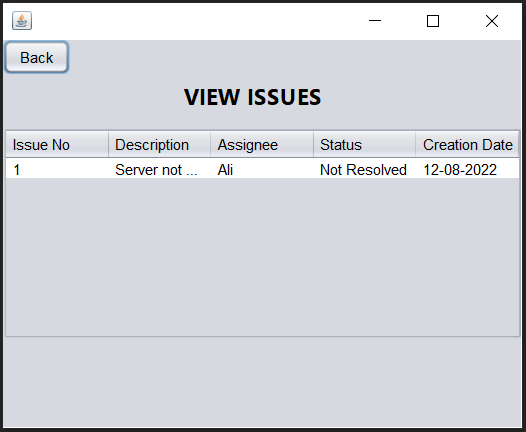 Back
VIEW ISSUES
Issue No Description Assignee Status Creation Date
1 Server not ... Ali Not Resolved 12-08-2022